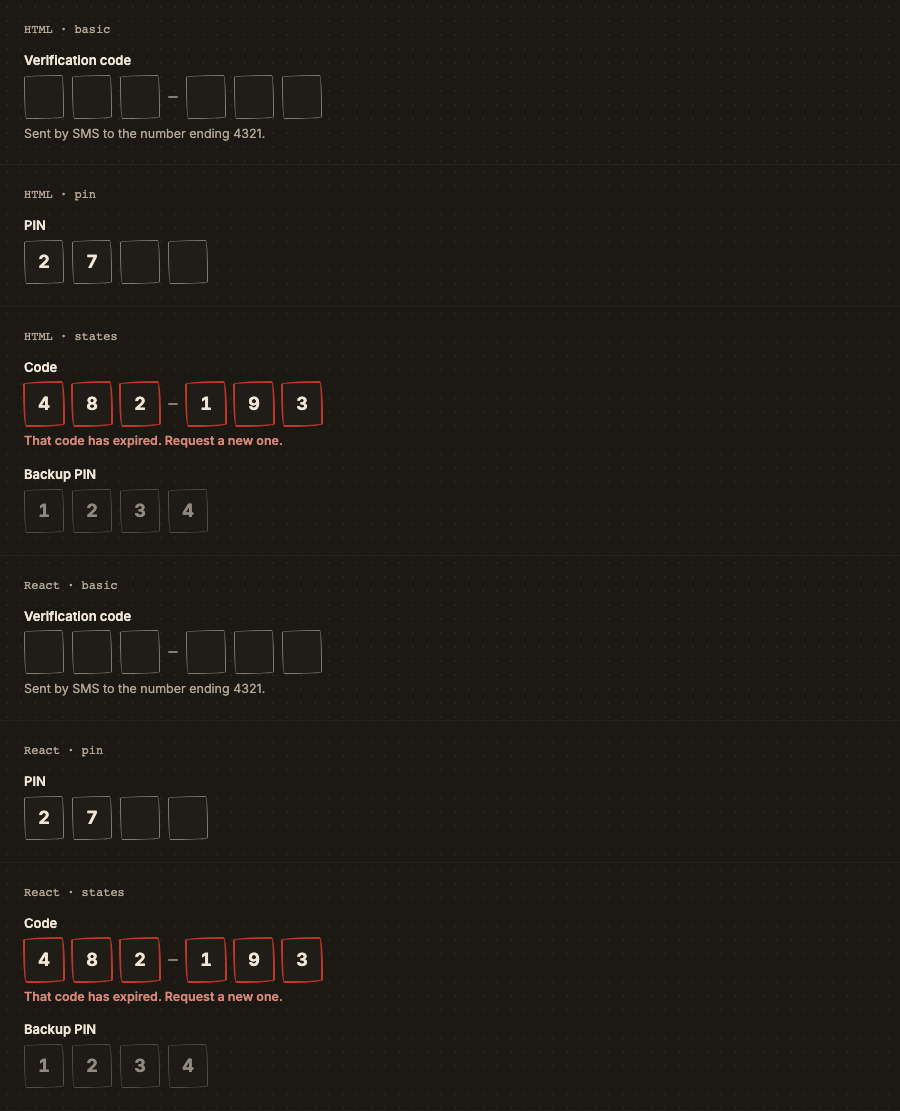 HTML · basic
Verification code
–
Sent by SMS to the number ending 4321.
HTML · pin
PIN
2 7
HTML · states
Code
4 8 2 – 1 9 3
That code has expired. Request a new one.
Backup PIN
1 2 3 4
React · basic
Verification code
–
Sent by SMS to the number ending 4321.
React · pin
PIN
2 7
React · states
Code
4 8 2 – 1 9 3
That code has expired. Request a new one.
Backup PIN
1 2 3 4